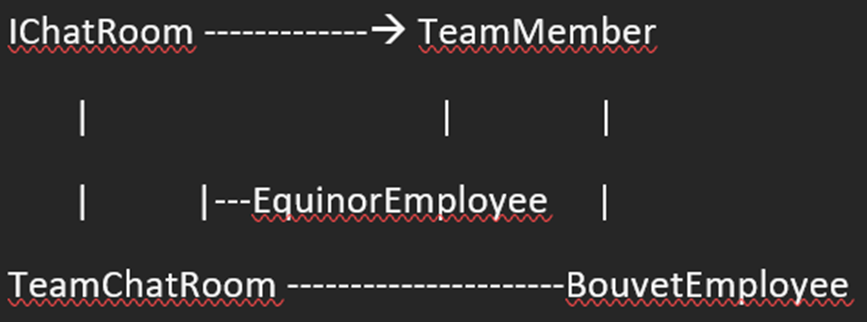 IChatRoom -------------→ TeamMember
| | |
| |---EquinorEmployee |
TeamChatRoom ----------------------BouvetEmployee